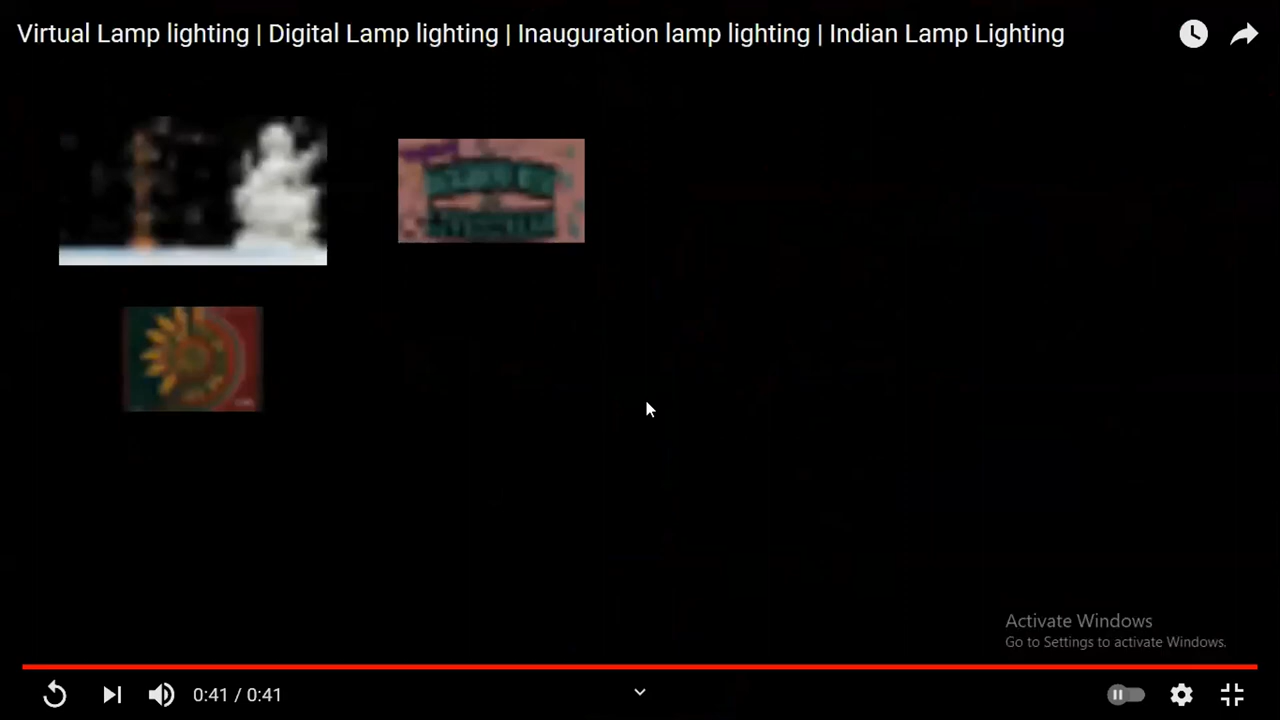 Virtual Lamp lighting | Digital Lamp lighting | Inauguration lamp lighting | Indian Lamp Lighting
Activate Windows
Go to Settings to activate Windows.
0:41 / 0:41